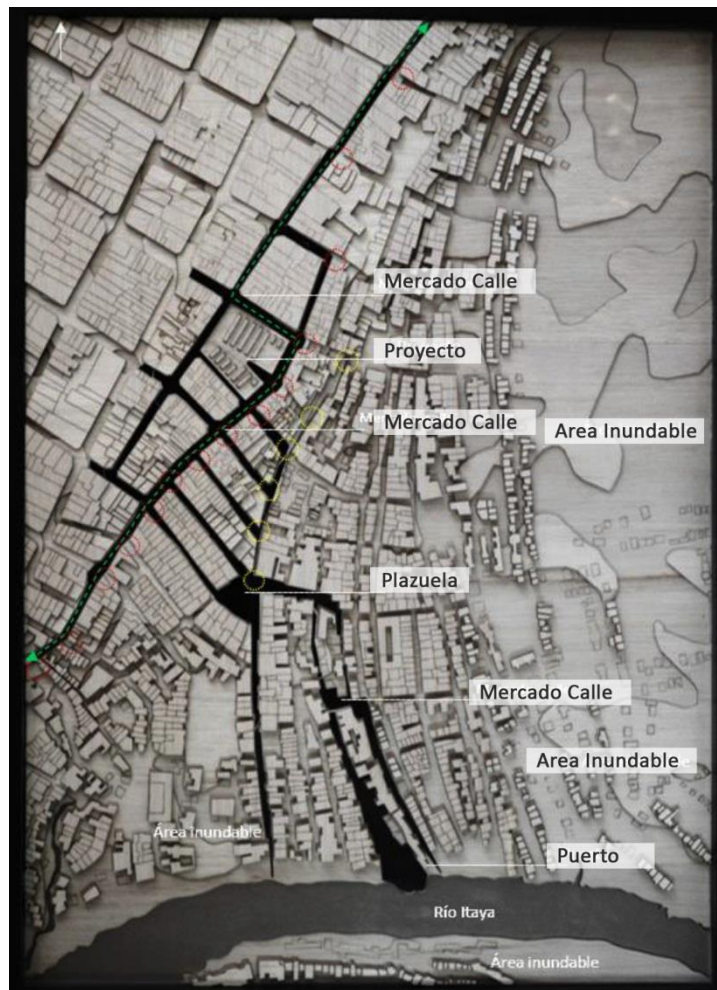 Mercado Calle
Proyecto
Mercado Calle
Area Inundable
Plazuela
Mercado Calle
Area Inundable
Área inundable
Puerto
Río Itaya
Área inundable